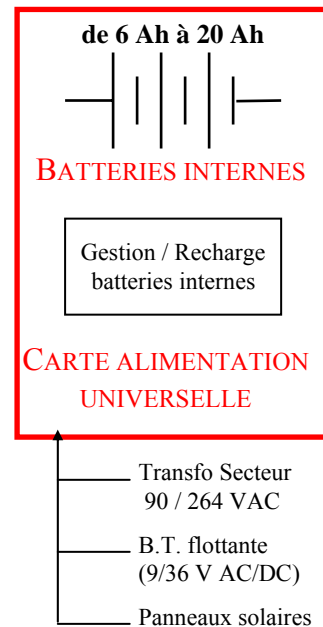 de 6 Ah à 20 Ah
BATTERIES INTERNES
Gestion / Recharge
batteries internes
CARTE ALIMENTATION
UNIVERSELLE
Transfo Secteur
90 / 264 VAC
B.T. flottante
(9/36 V AC/DC)
Panneaux solaires